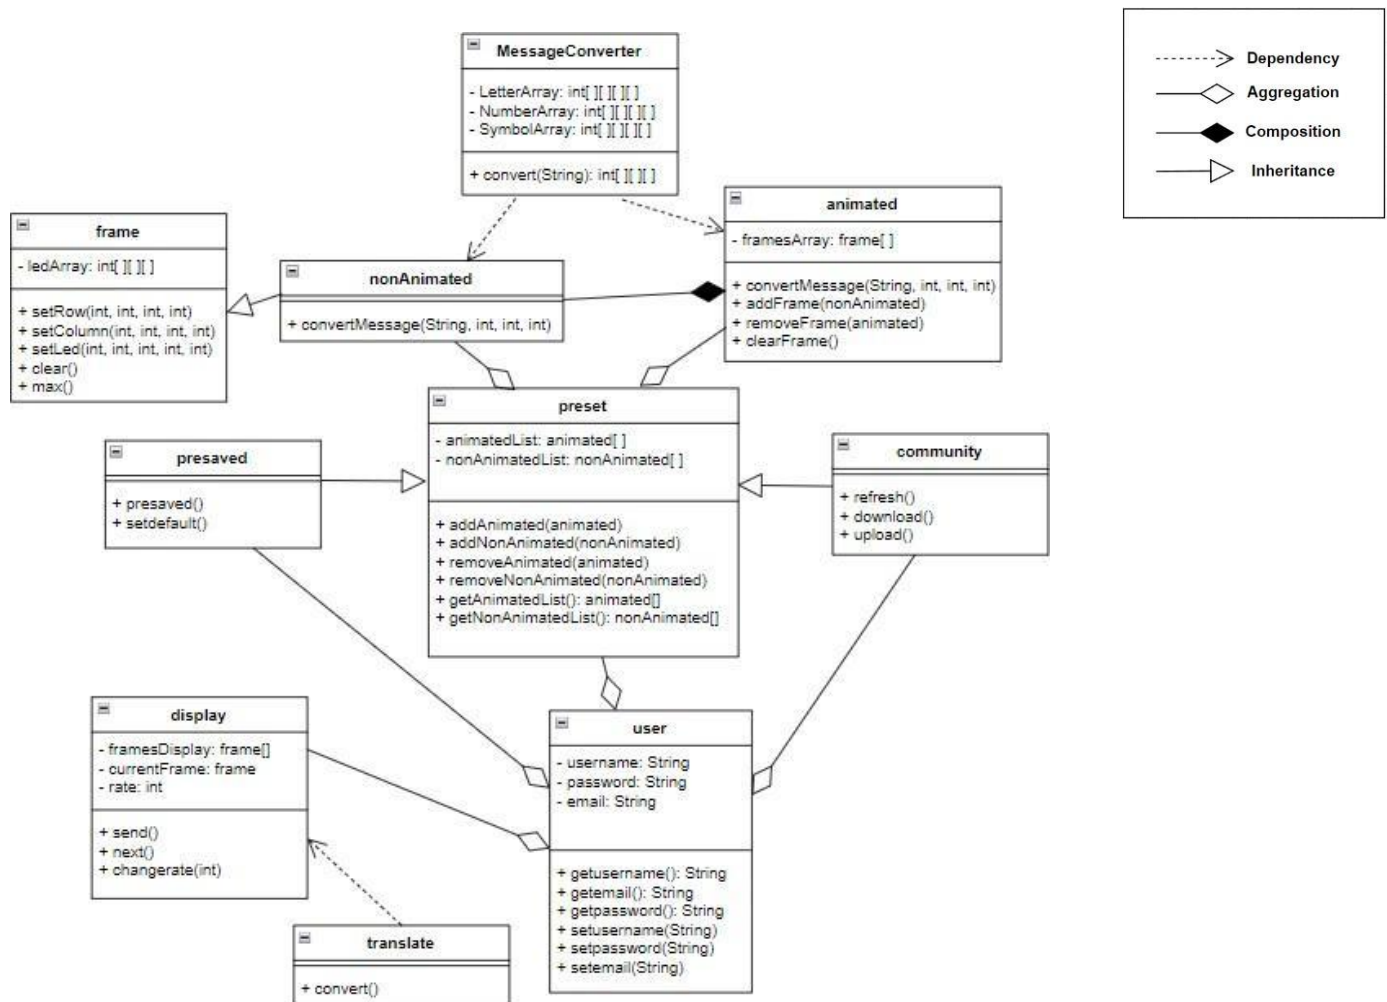 MessageConverter
- LetterArray: int[ ][ ][ ][ ]
- NumberArray: int[ ][ ][ ][ ]
- SymbolArray: int[ ][ ][ ][ ]
+ convert(String): int[ ][ ][ ]
Dependency
Aggregation
Composition
Inheritance
animated
- framesArray: frame[ ]
+ convertMessage(String, int, int, int)
+ addFrame(nonAnimated)
+ removeFrame(animated)
+ clearFrame()
frame
- ledArray: int[ ][ ][ ]
+ setRow(int, int, int, int)
+ setColumn(int, int, int, int)
+ setLed(int, int, int, int, int)
+ clear()
+ max()
nonAnimated
+ convertMessage(String, int, int, int)
preset
- animatedList: animated[ ]
- nonAnimatedList: nonAnimated[ ]
+ addAnimated(animated)
+ addNonAnimated(nonAnimated)
+ removeAnimated(animated)
+ removeNonAnimated(nonAnimated)
+ getAnimatedList(): animated[]
+ getNonAnimatedList(): nonAnimated[]
presaved
+ presaved()
+ setdefault()
community
+ refresh()
+ download()
+ upload()
display
- framesDisplay: frame[]
- currentFrame: frame
- rate: int
+ send()
+ next()
+ changerate(int)
user
- username: String
- password: String
- email: String
+ getusername(): String
+ getemail(): String
+ getpassword(): String
+ setusername(String)
+ setpassword(String)
+ setemail(String)
translate
+ convert()